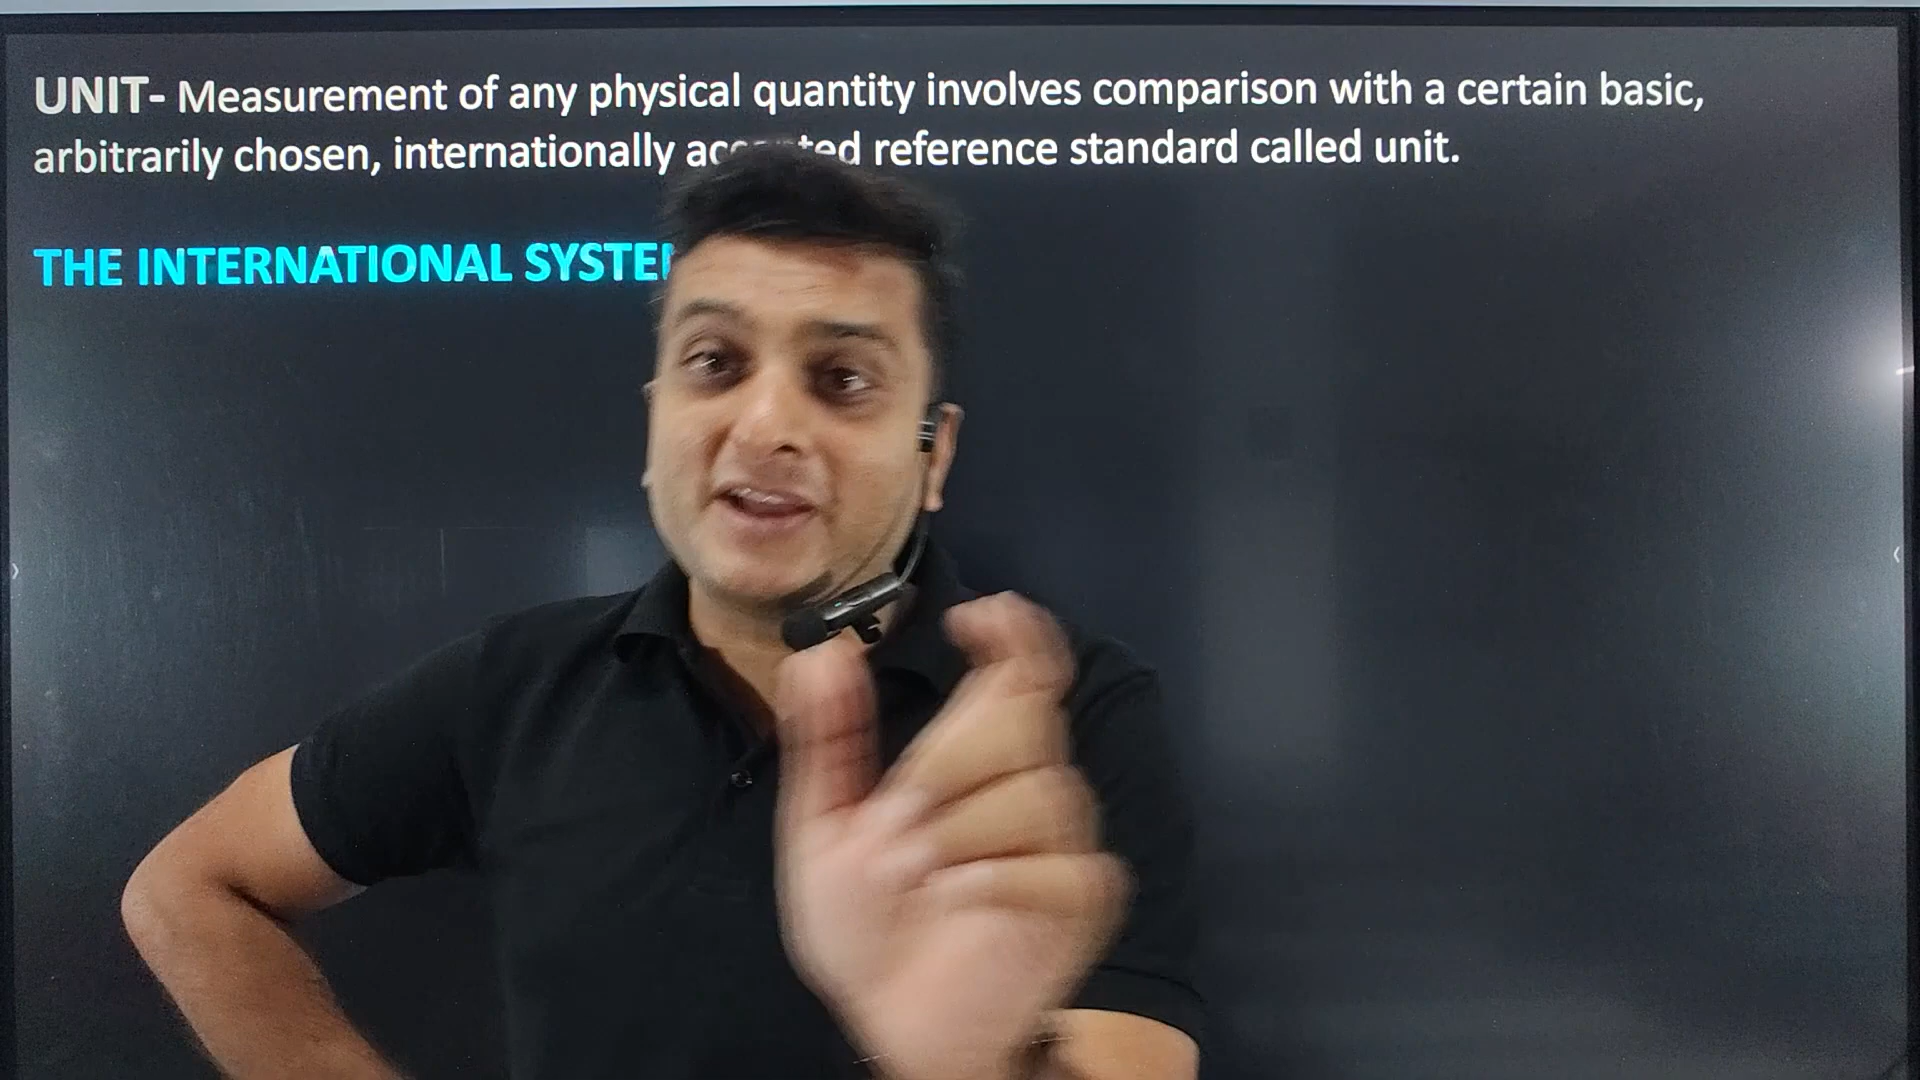 UNIT- Measurement of any physical quantity involves comparison with a certain basic,
arbitrarily chosen, internationally reference standard called unit.
THE INTERNATIONAL